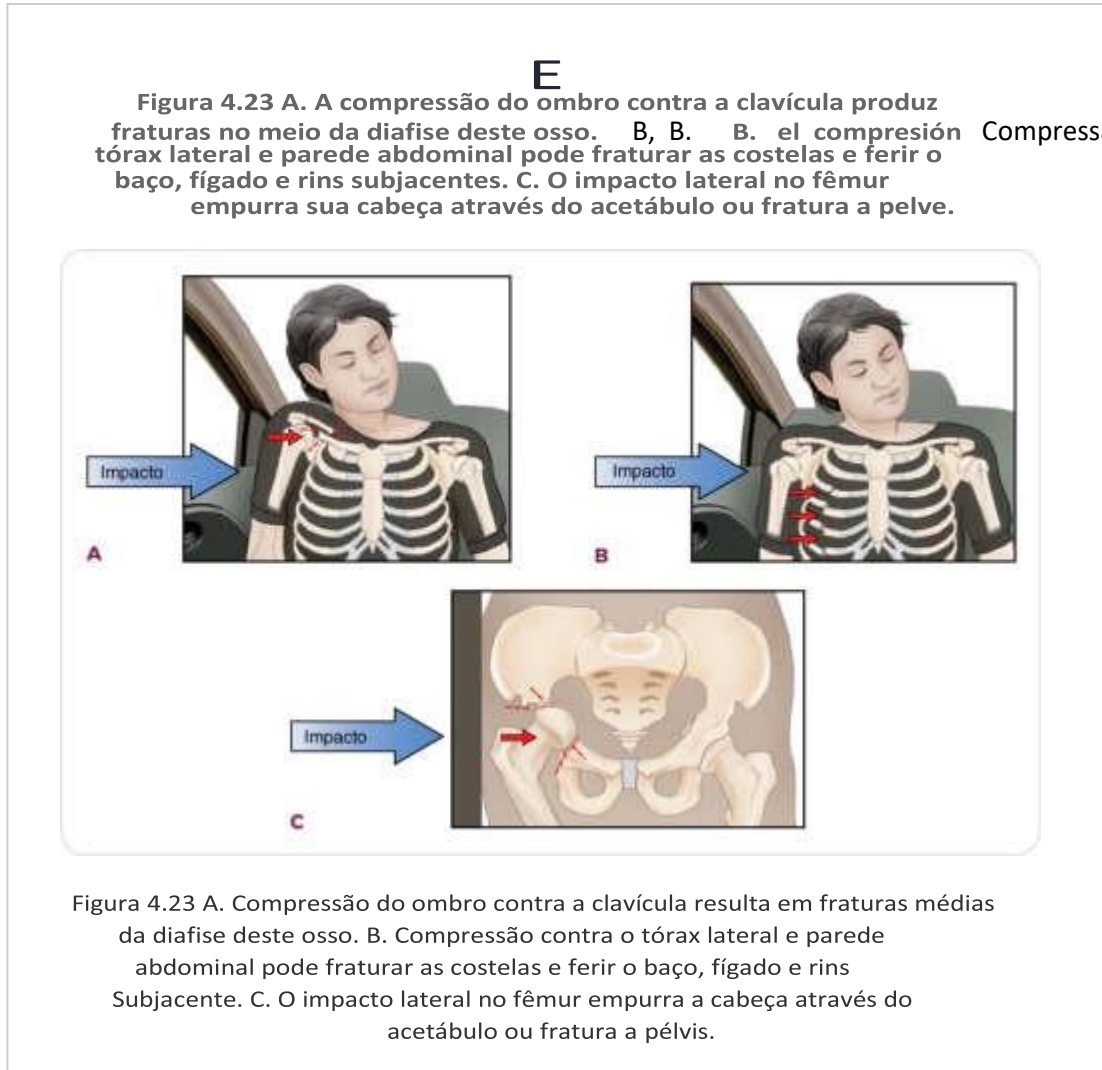 E
Figura 4.23 A. A compressão do ombro contra a clavícula produz
fraturas no meio da diafise deste osso. B, B. B. el compresión Compress
tórax lateral e parede abdominal pode fraturar as costelas e ferir o
baço, fígado e rins subjacentes. C. O impacto lateral no fêmur
empurra sua cabeça através do acetábulo ou fratura a pelve.
Impacto
A
Impacto
B
Impacto
C
Figura 4.23 A. Compressão do ombro contra a clavícula resulta em fraturas médias
da diafise deste osso. B. Compressão contra o tórax lateral e parede
abdominal pode fraturar as costelas e ferir o baço, fígado e rins
Subjacente. C. O impacto lateral no fêmur empurra a cabeça através do
acetábulo ou fratura a pélvis.